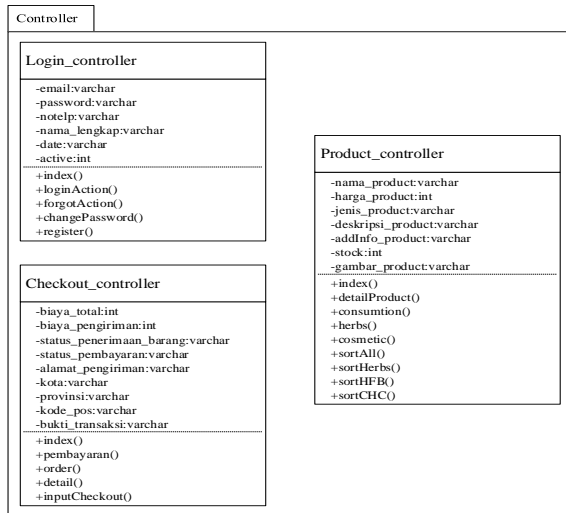 Controller
Login_controller
-email:varchar
-password:varchar
-notelp:varchar
-nama_lengkap:varchar
-date:varchar
-active:int
+index()
+loginAction()
+forgotAction()
+changePassword()
+register()
Checkout_controller
-biaya_total:int
-biaya_pengiriman:int
-status_penerimaan_barang:varchar
-status_pembayaran:varchar
-alamat_pengiriman:varchar
-kota:varchar
-provinsi:varchar
-kode_pos:varchar
-bukti_transaksi:varchar
+index()
+pembayaran()
+order()
+detail()
+inputCheckout()
Product_controller
-nama_product:varchar
-harga_product:int
-jenis_product:varchar
-deskripsi_product:varchar
-addInfo_product:varchar
-stock:int
-gambar_product:varchar
+index()
+detailProduct()
+consumtion()
+herbs()
+cosmetic()
+sortAll()
+sortHerbs()
+sortHFB()
+sortCHC()